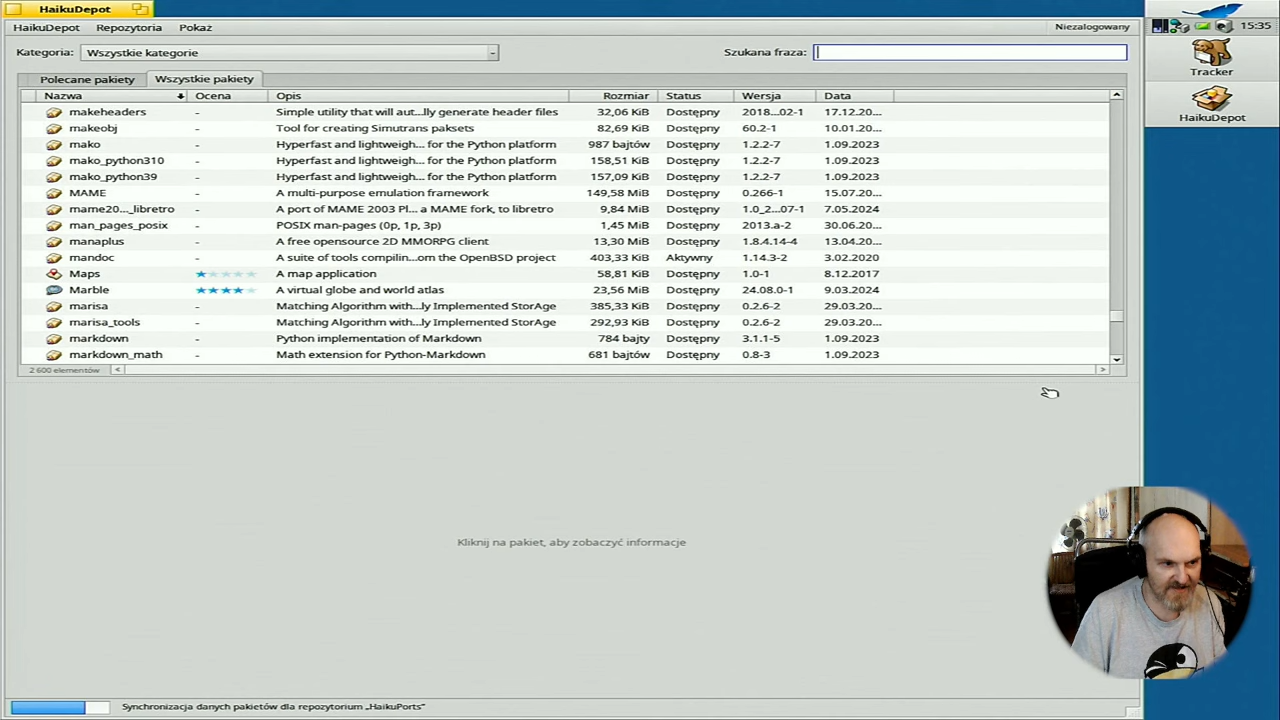 HaikuDepot
HaikuDepot Repozytoria Pokaż Niezalogowany 15:35
Kategoria: Wszystkie kategorie Szukana fraza:
Tracker
Polecane pakiety Wszystkie pakiety
Nazwa Ocena Opis Rozmiar Status Wersja Data
HaikuDepot
makeheaders - Simple utility that will aut...lly generate header files 32,06 KiB Dostępny 2018...02-1 17.12.20...
makeobj - Tool for creating Simutrans paksets 82,69 KiB Dostępny 60.2-1 10.01.20...
mako - Hyperfast and lightweigh... for the Python platform 987 bajtów Dostępny 1.2.2-7 1.09.2023
mako_python310 - Hyperfast and lightweigh... for the Python platform 158,51 KiB Dostępny 1.2.2-7 1.09.2023
mako_python39 - Hyperfast and lightweigh... for the Python platform 157,09 KiB Dostępny 1.2.2-7 1.09.2023
MAME - A multi-purpose emulation framework 149,58 MiB Dostępny 0.266-1 15.07.20...
mame20..._libretro - A port of MAME 2003 Pl... a MAME fork, to libretro 9,84 MiB Dostępny 1.0_2...07-1 7.05.2024
man_pages_posix - POSIX man-pages (0p, 1p, 3p) 1,45 MiB Dostępny 2013.a-2 30.06.20...
manaplus - A free opensource 2D MMORPG client 13,30 MiB Dostępny 1.8.4.14-4 13.04.20...
mandoc - A suite of tools compilin...om the OpenBSD project 403,33 KiB Aktywny 1.14.3-2 3.02.2020
Maps A map application 58,81 KiB Dostępny 1.0-1 8.12.2017
Marble A virtual globe and world atlas 23,56 MiB Dostępny 24.08.0-1 9.03.2024
marisa - Matching Algorithm with...ly Implemented StorAge 385,33 KiB Dostępny 0.2.6-2 29.03.20...
marisa_tools - Matching Algorithm with...ly Implemented StorAge 292,93 KiB Dostępny 0.2.6-2 29.03.20...
markdown - Python implementation of Markdown 784 bajty Dostępny 3.1.1-5 1.09.2023
markdown_math - Math extension for Python-Markdown 681 bajtów Dostępny 0.8-3 1.09.2023
2 600 elementów
Kliknij na pakiet, aby zobaczyć informacje
Synchronizacja danych pakietów dla repozytorium „HaikuPorts”